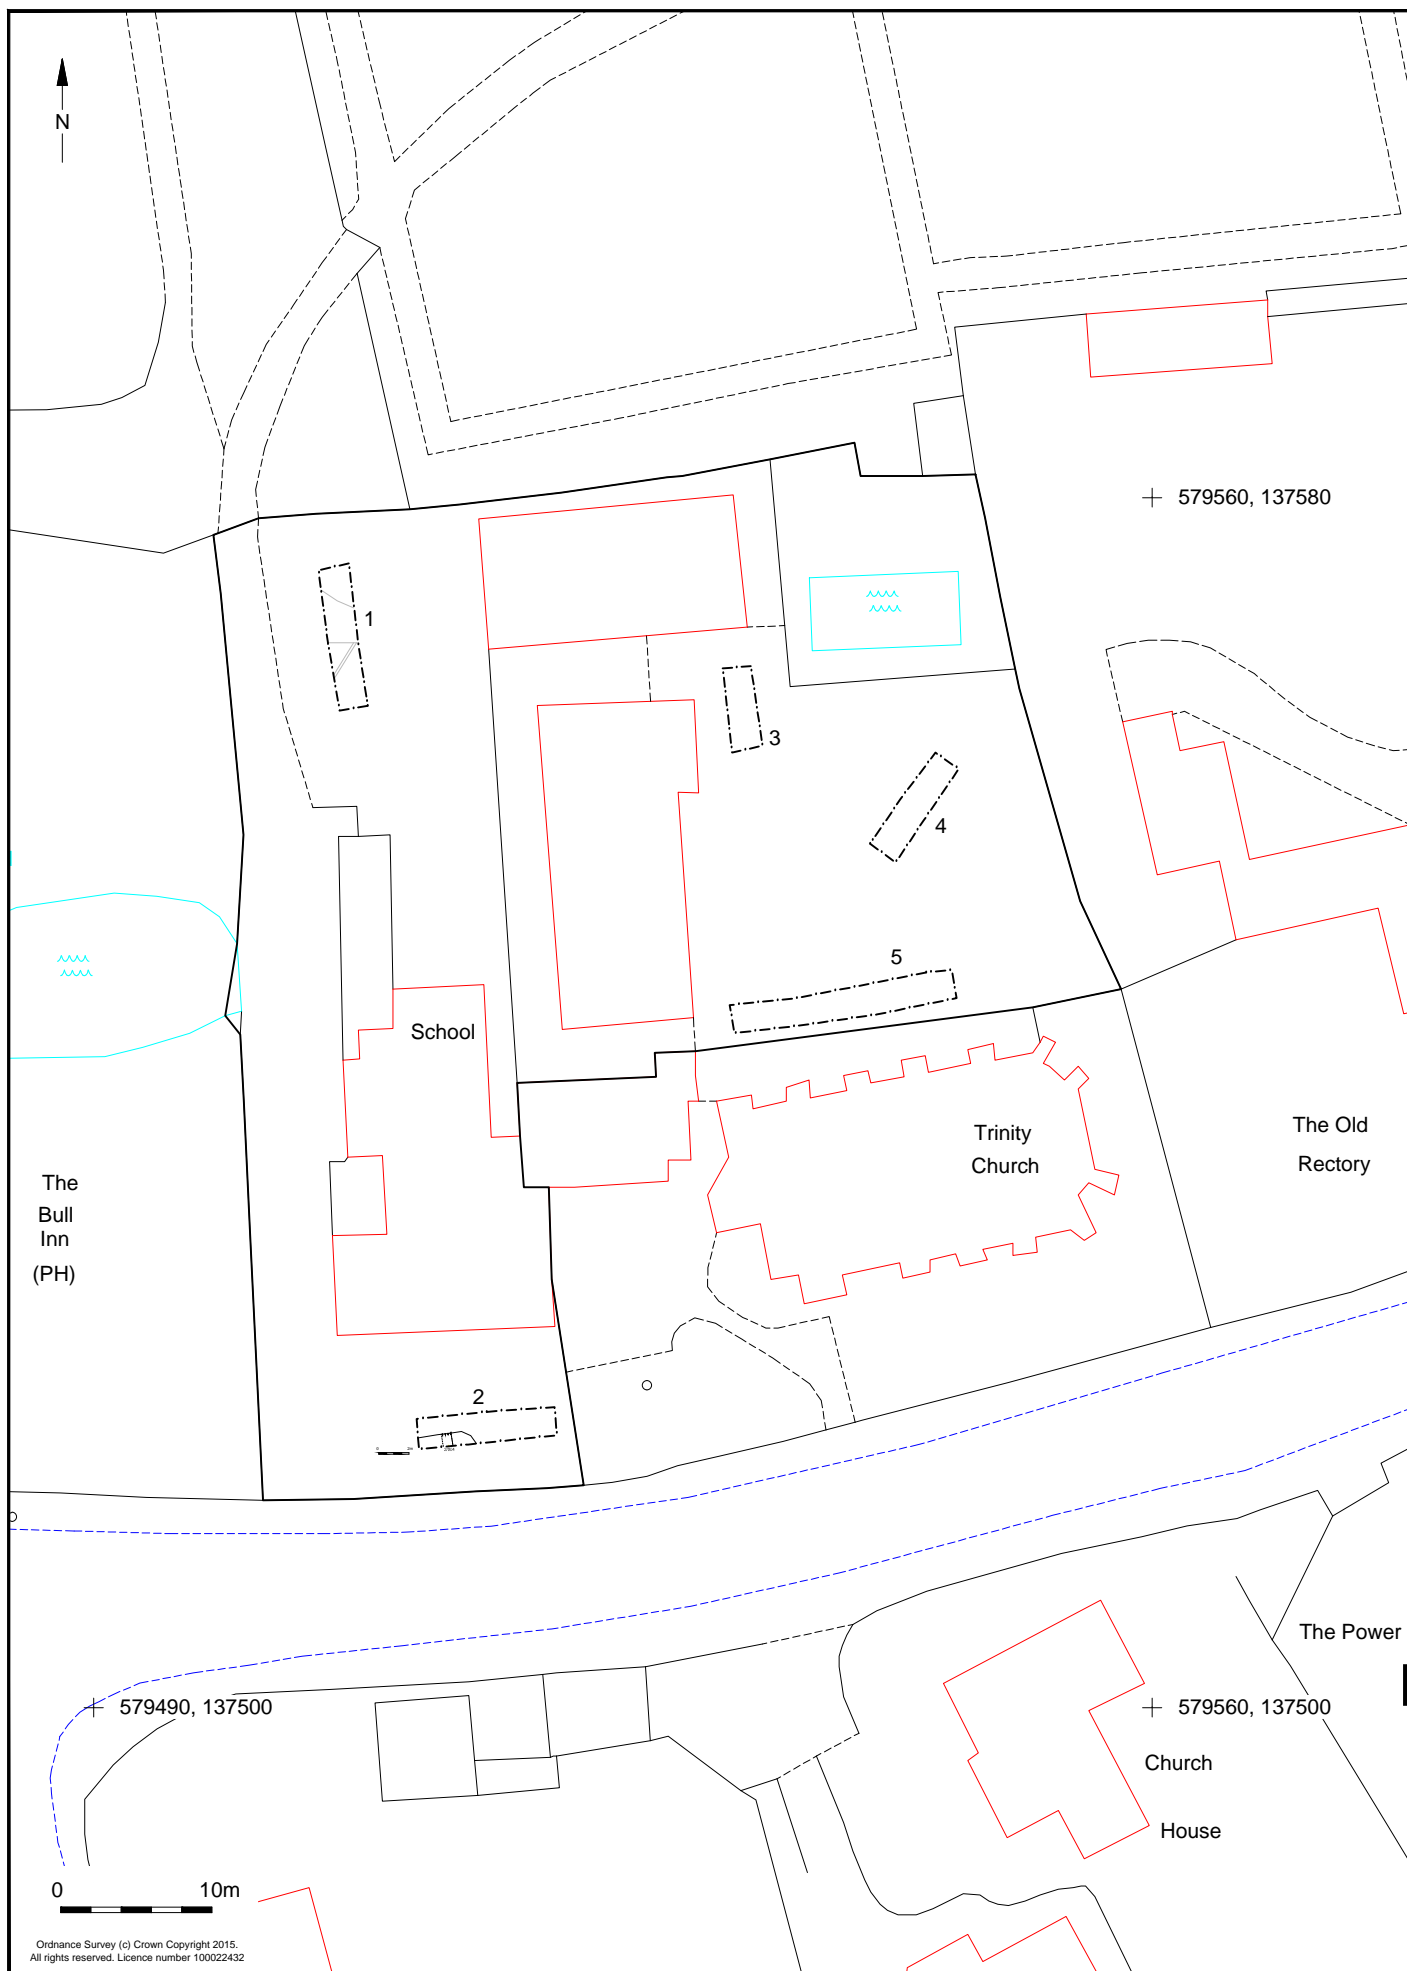 N
579560, 137580
1
3
4
5
School
Trinity
Church
The Old
Rectory
The
Bull
Inn
(PH)
2
The Power
579490, 137500
579560, 137500
Church
House
0 10m
Ordnance Survey (c) Crown Copyright 2015.
All rights reserved. Licence number 100022432